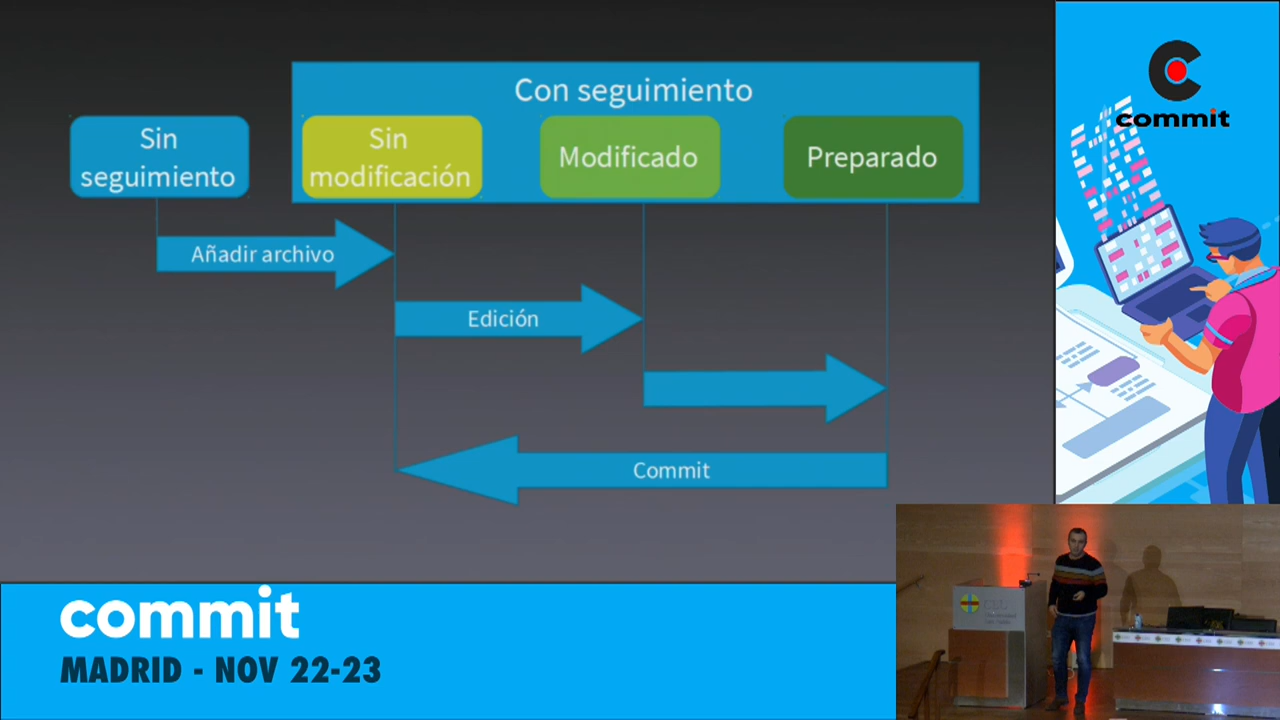 Con seguimiento
Sin
seguimiento
Sin
modificación
Modificado
Preparado
Añadir archivo
Edición
Commit
commit
commit
MADRID - NOV 22-23